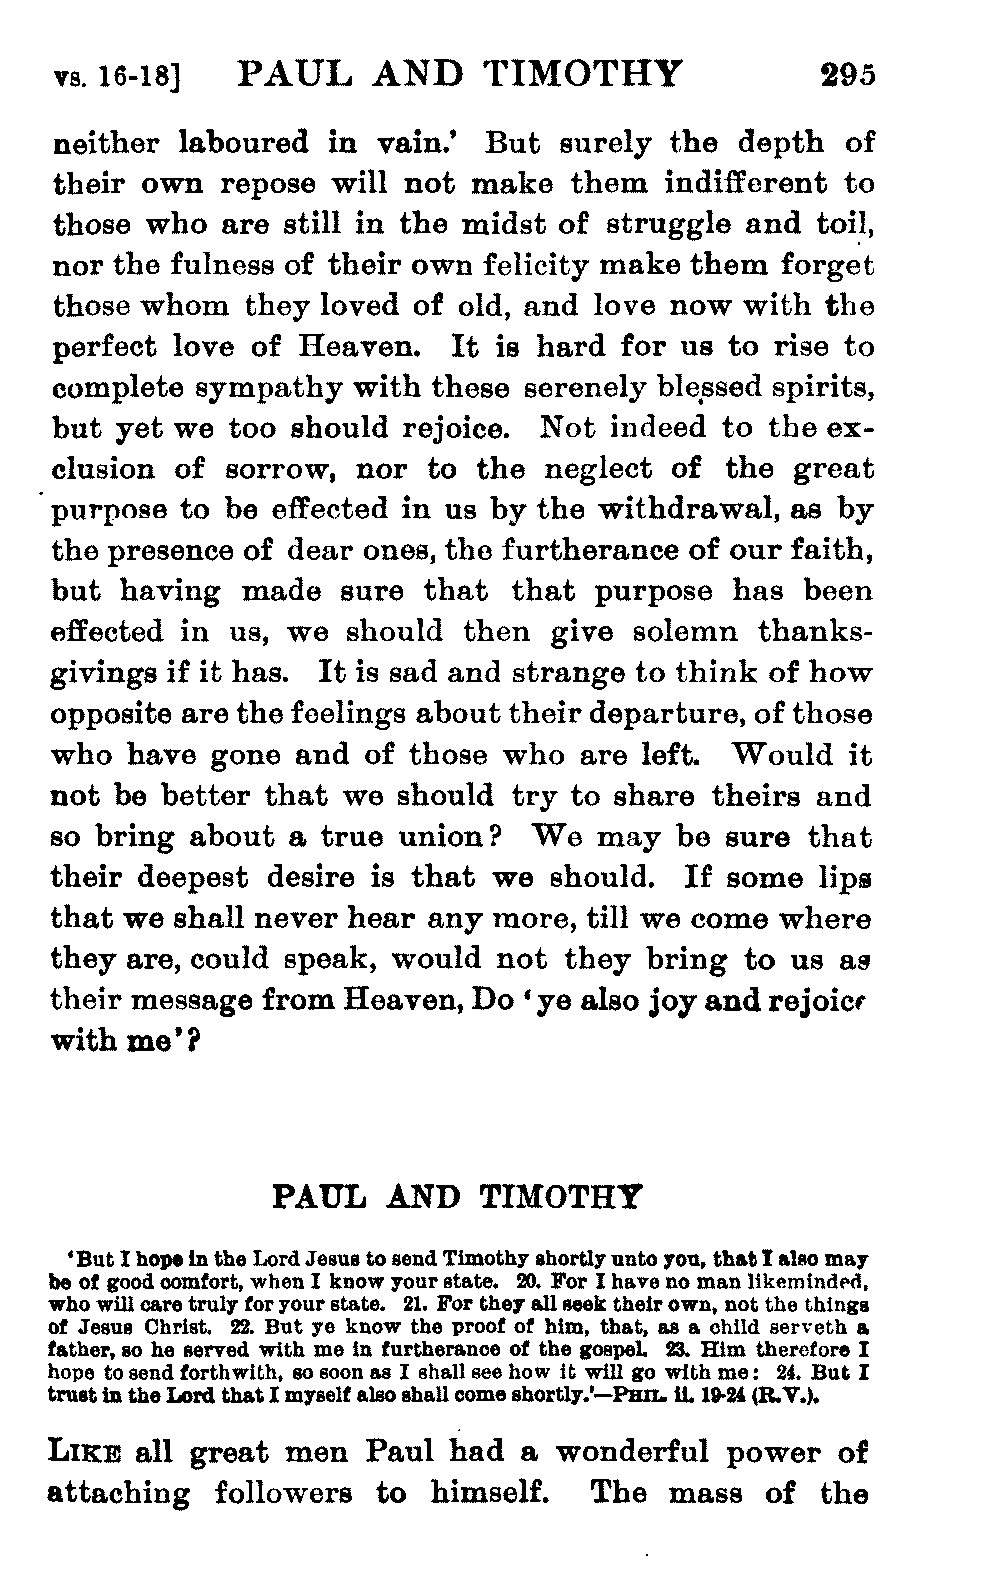 vs. 16-18] PAUL AND TIMOTHY 295
neither laboured in vain.' But surely the depth of
their own repose will not make them indifferent to
those who are still in the midst of struggle and toil,
nor the fulness of their own felicity make them forget
those whom they loved of old, and love now with the
perfect love of Heaven. It is hard for us to rise to
complete sympathy with these serenely blessed spirits,
but yet we too should rejoice. Not indeed to the ex-
clusion of sorrow, nor to the neglect of the great
purpose to be effected in us by the withdrawal, as by
the presence of dear ones, the furtherance of our faith,
but having made sure that that purpose has been
effected in us, we should then give solemn thanks-
givings if it has. It is sad and strange to think of how
opposite are the feelings about their departure, of those
who have gone and of those who are left. Would it
not be better that we should try to share theirs and
so bring about a true union? We may be sure that
their deepest desire is that we should. If some lips
that we shall never hear any more, till we come where
they are, could speak, would not they bring to us as
their message from Heaven, Do 'ye also joy and rejoice
with me'?
PAUL AND TIMOTHY
'But I hope in the Lord Jesus to send Timothy shortly unto you, that I also may
be of good comfort, when I know your state. 20. For I have no man likeminded,
who will care truly for your state. 21. For they all seek their own, not the things
of Jesus Christ. 22. But ye know the proof of him, that, as a child serveth a
father, so he served with me in furtherance of the gospel. 23. Him therefore I
hope to send forthwith, so soon as I shall see how it will go with me: 24. But I
trust in the Lord that I myself also shall come shortly.'—PHIL. ii. 19-24 (R.V.).
LIKE all great men Paul had a wonderful power of
attaching followers to himself. The mass of the